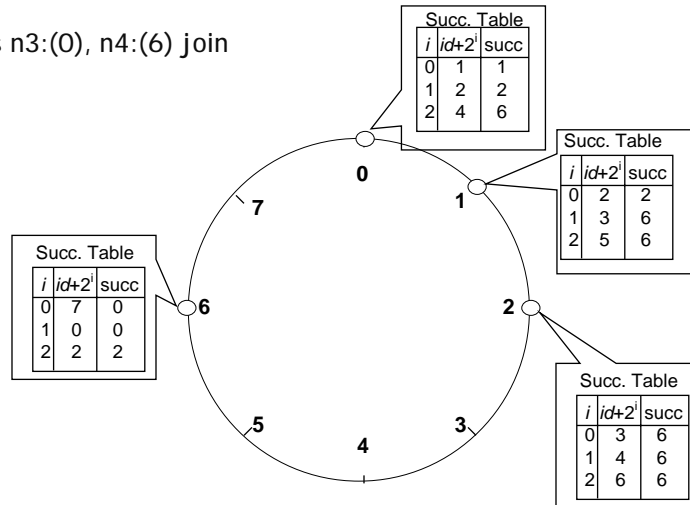 s n3:(0), n4:(6) join
Succ. Table
i id+2^i succ
0 1 1
1 2 2
2 4 6
Succ. Table
i id+2^i succ
0 2 2
1 3 6
2 5 6
0
1
7
Succ. Table
i id+2^i succ
0 7 0
1 0 0
2 2 2
6
2
Succ. Table
i id+2^i succ
0 3 6
1 4 6
2 6 6
5
4
3